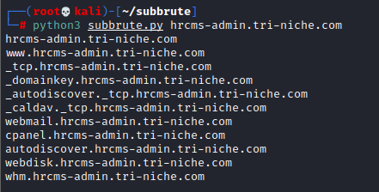 ┌──(root💀kali)-[~/subbrute]
└─# python3 subbrute.py hrcms-admin.tri-niche.com
hrcms-admin.tri-niche.com
www.hrcms-admin.tri-niche.com
_tcp.hrcms-admin.tri-niche.com
_domainkey.hrcms-admin.tri-niche.com
_autodiscover._tcp.hrcms-admin.tri-niche.com
_caldav._tcp.hrcms-admin.tri-niche.com
webmail.hrcms-admin.tri-niche.com
cpanel.hrcms-admin.tri-niche.com
autodiscover.hrcms-admin.tri-niche.com
webdisk.hrcms-admin.tri-niche.com
whm.hrcms-admin.tri-niche.com